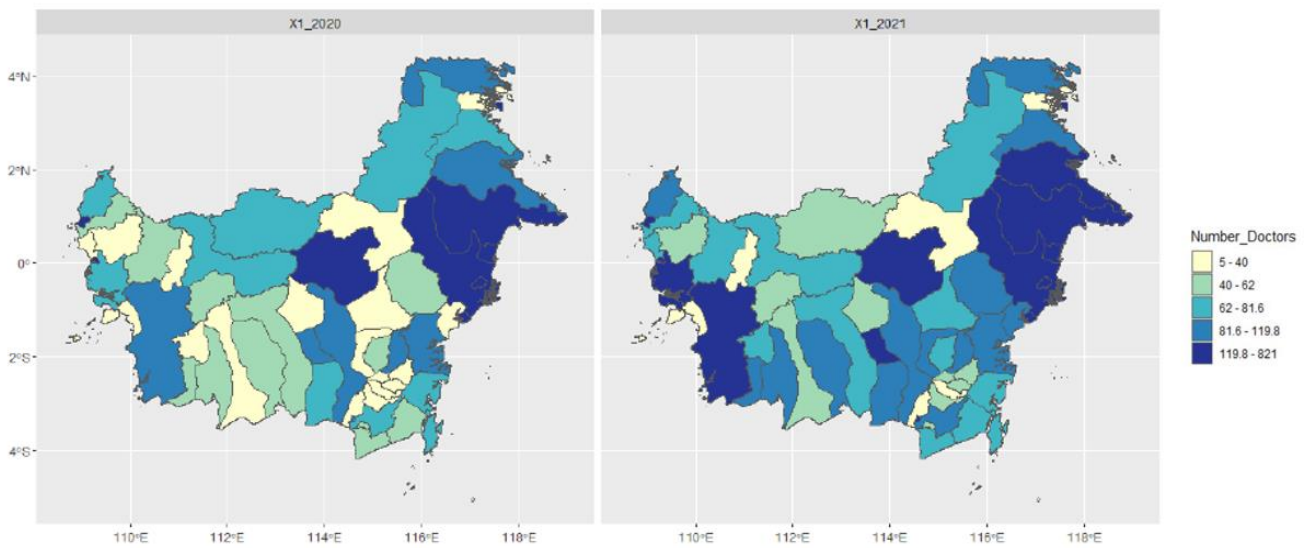 X1_2020
X1_2021
4°N
2°N
0°
2°S
4°S
110°E 112°E 114°E 116°E 118°E
110°E 112°E 114°E 116°E 118°E
Number_Doctors
5 - 40
40 - 62
62 - 81.6
81.6 - 119.8
119.8 - 821